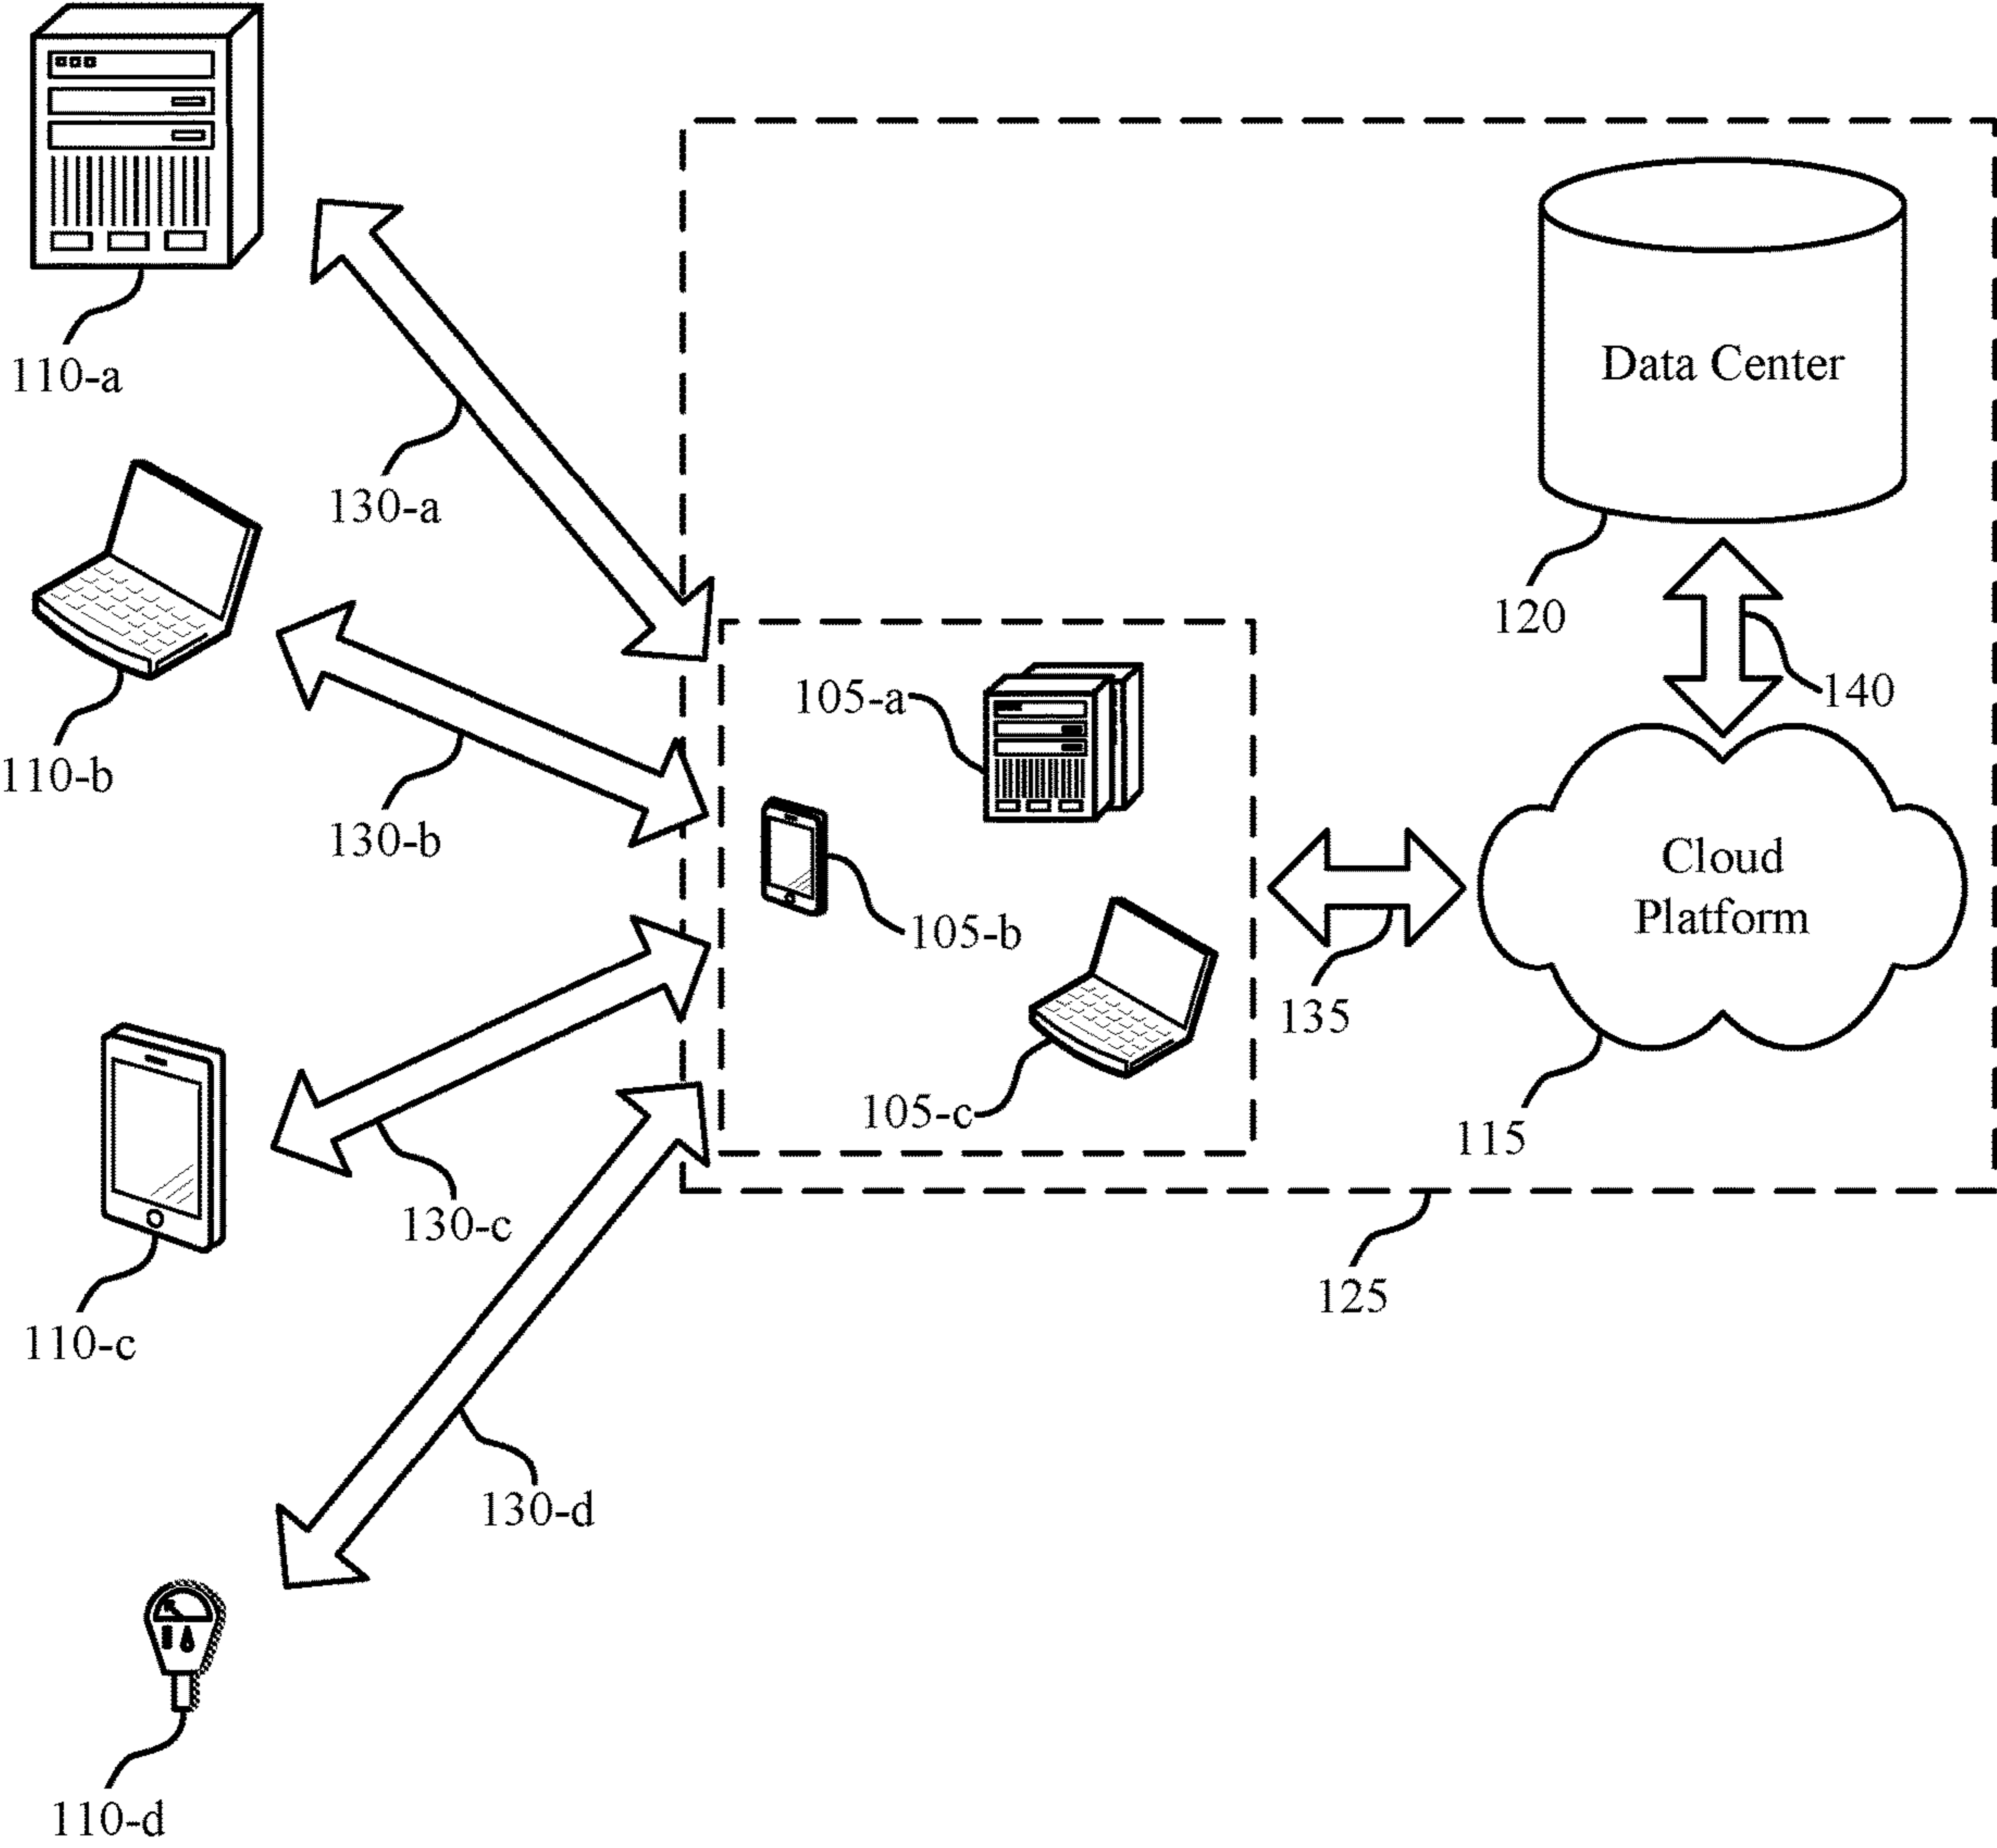 110-a
130-a
Data Center
120
110-b
130-b
105-a
140
105-b
Cloud
Platform
135
105-c
115
130-c
125
110-c
130-d
110-d